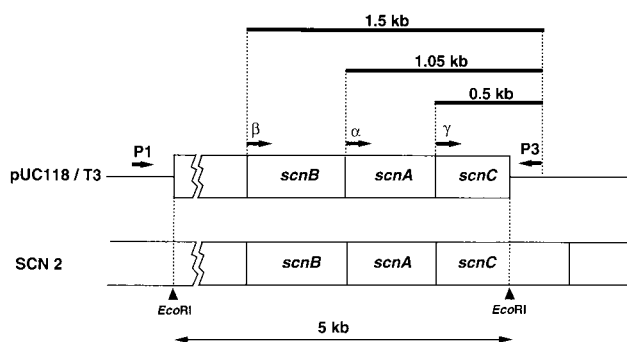 1.5 kb
1.05 kb
0.5 kb
β α γ
P1 P3
pUC118 / T3 scnB scnA scnC
SCN 2 scnB scnA scnC
EcoRI EcoRI
5 kb